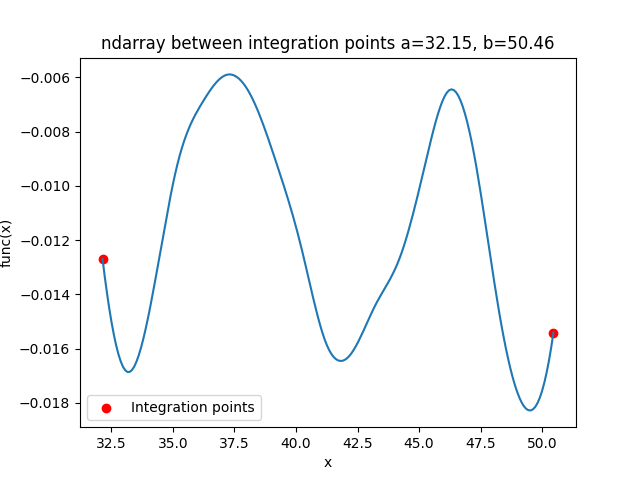 ndarray between integration points a=32.15, b=50.46
−0.006
−0.008
−0.010
−0.012
−0.014
−0.016
−0.018
func(x)
Integration points
32.5 35.0 37.5 40.0 42.5 45.0 47.5 50.0
x